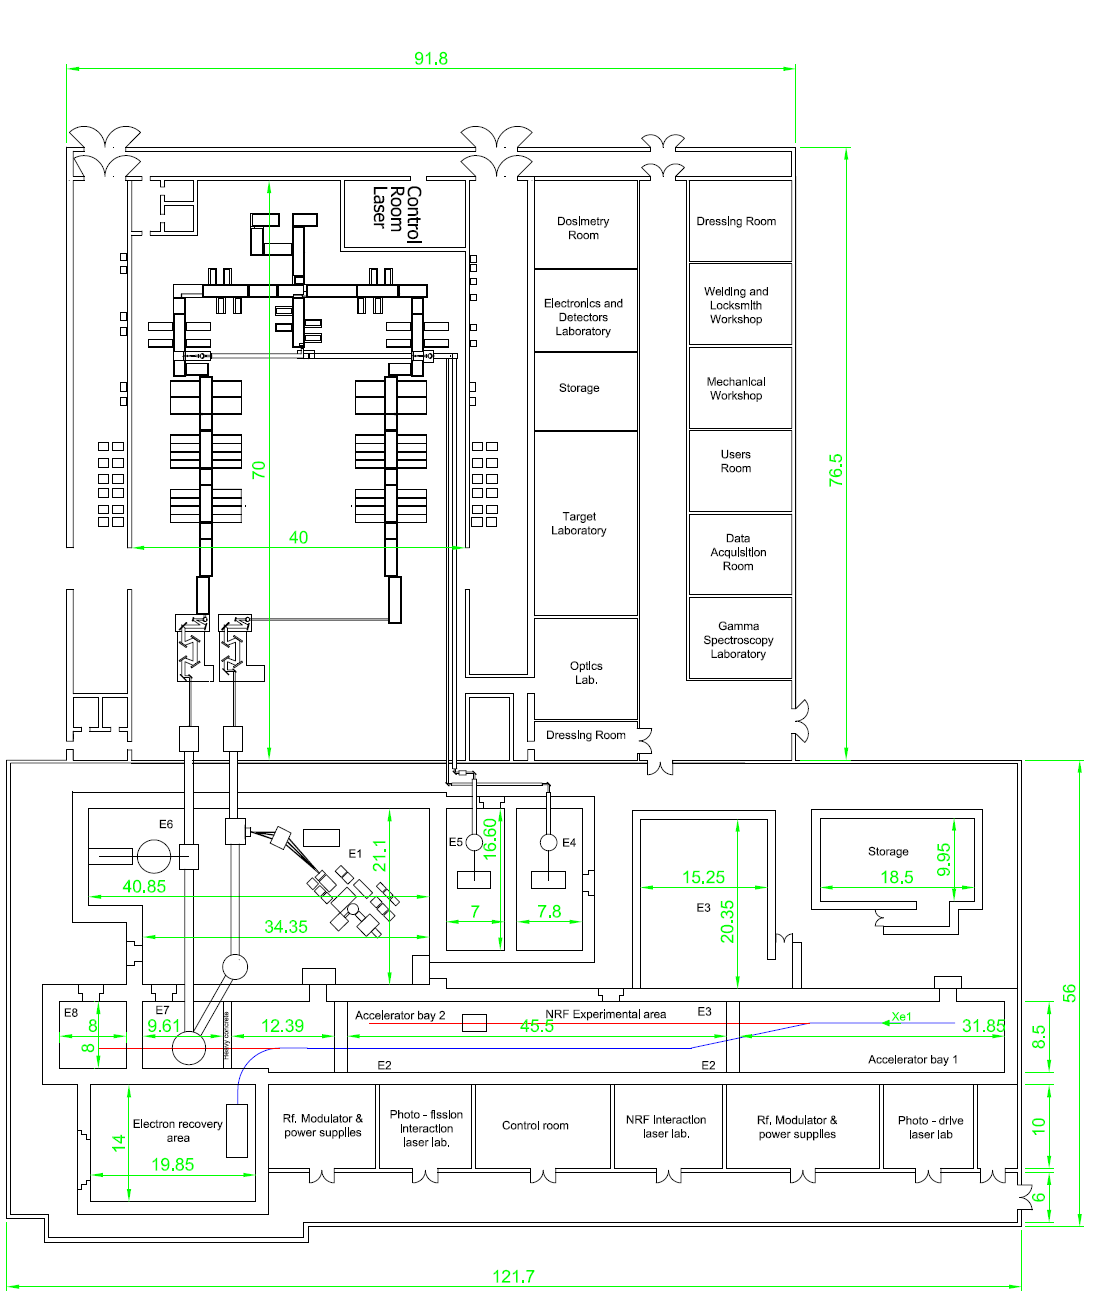 91.8
Control
Room
Laser
Dosimetry
Room
Dressing Room
Electronics and
Detectors
Laboratory
Welding and
Locksmith
Workshop
Storage
Mechanical
Workshop
70
76.5
Users
Room
Target
Laboratory
40
Data
Acquisition
Room
Gamma
Spectroscopy
Laboratory
Optics
Lab.
Dressing Room
E6
E1
21.1
E5
16.60
E4
Storage
9.95
40.85
7
7.8
15.25
18.5
E3
20.35
34.35
56
E8
E7
Heavy concrete
Accelerator bay 2
NRF Experimental area
E3
Xe1
8
8
9.61
12.39
45.5
31.85
8.5
E2
E2
Accelerator bay 1
Electron recovery
area
14
19.85
Rf, Modulator &
power supplies
Photo - fission
interaction
laser lab.
Control room
NRF Interaction
laser lab.
Rf, Modulator &
power supplies
Photo - drive
laser lab
10
6
121.7